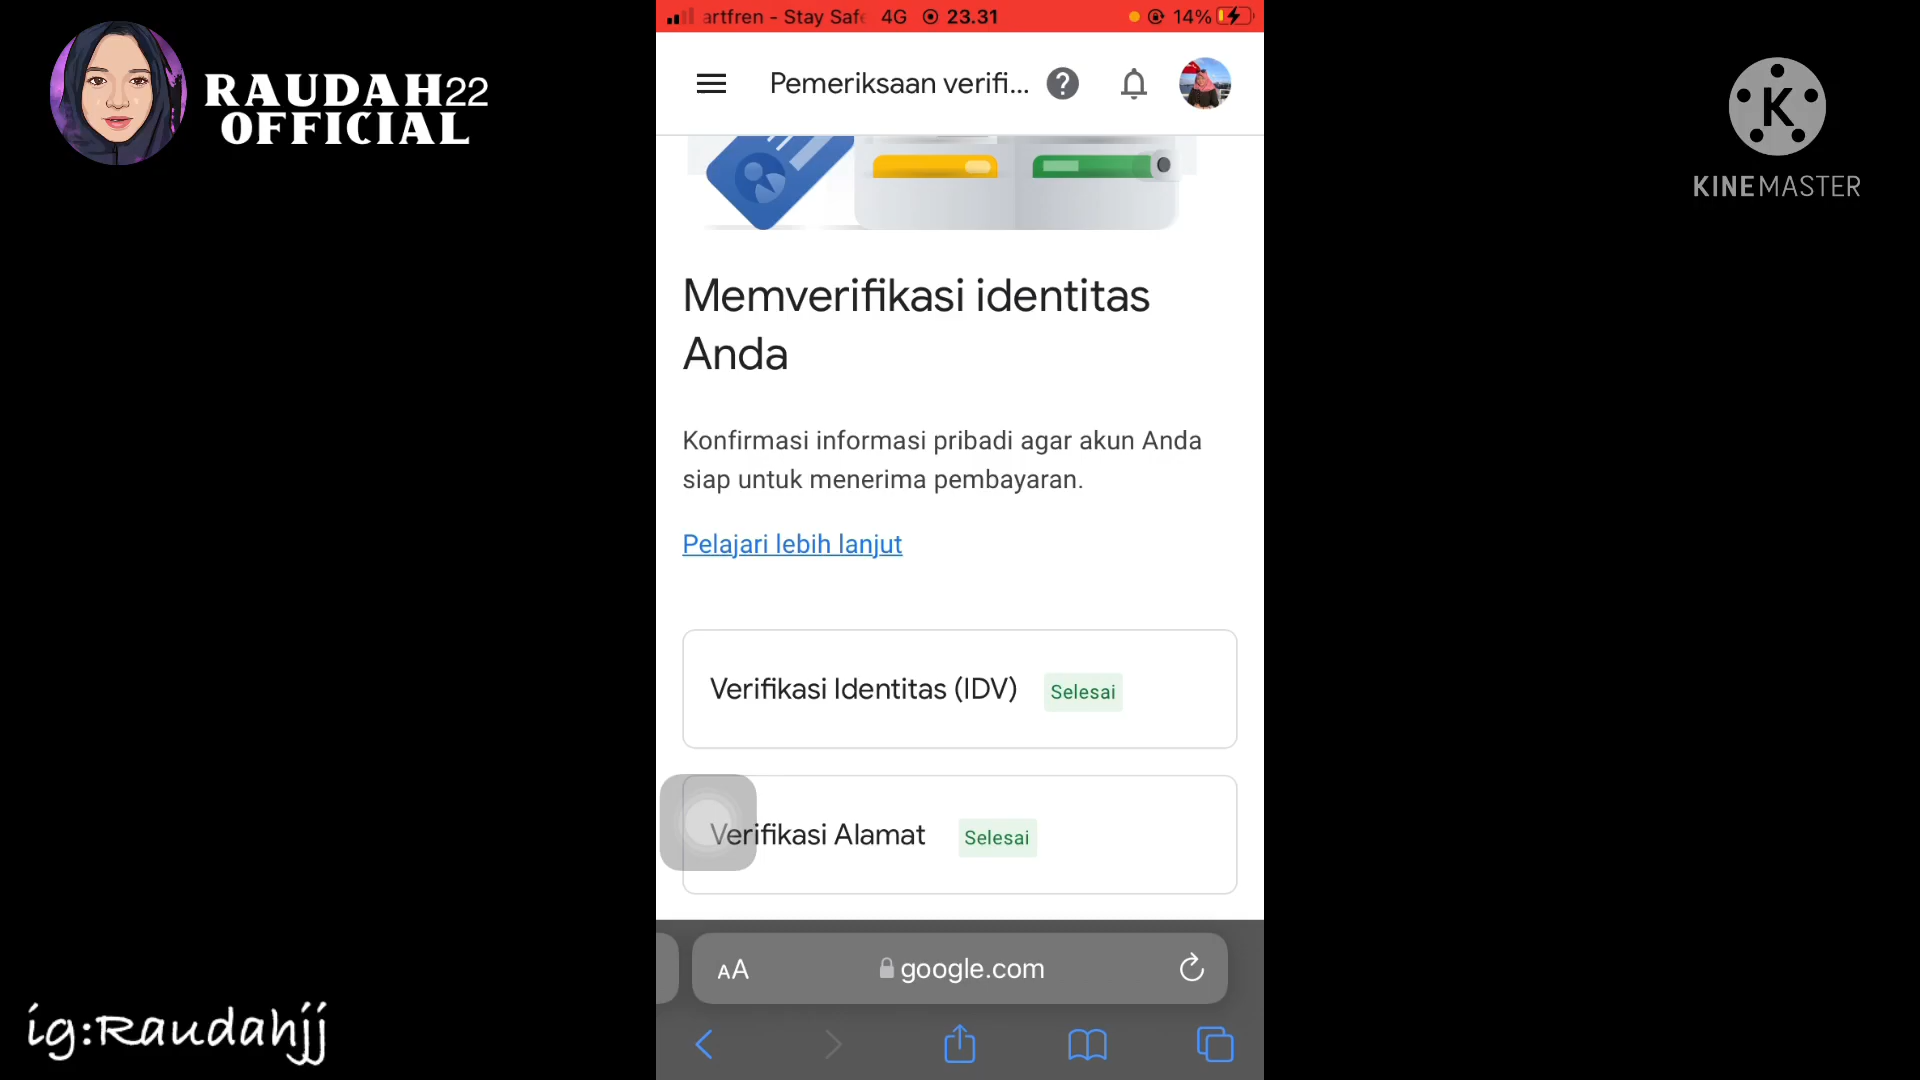 RAUDAH22
OFFICIAL
artfren - Stay Safe 4G 23.31 14%
Pemeriksaan verifi...
K
KINEMASTER
Memverifikasi identitas
Anda
Konfirmasi informasi pribadi agar akun Anda
siap untuk menerima pembayaran.
Pelajari lebih lanjut
Verifikasi Identitas (IDV) Selesai
Verifikasi Alamat Selesai
AA google.com
ig:Raudahjj